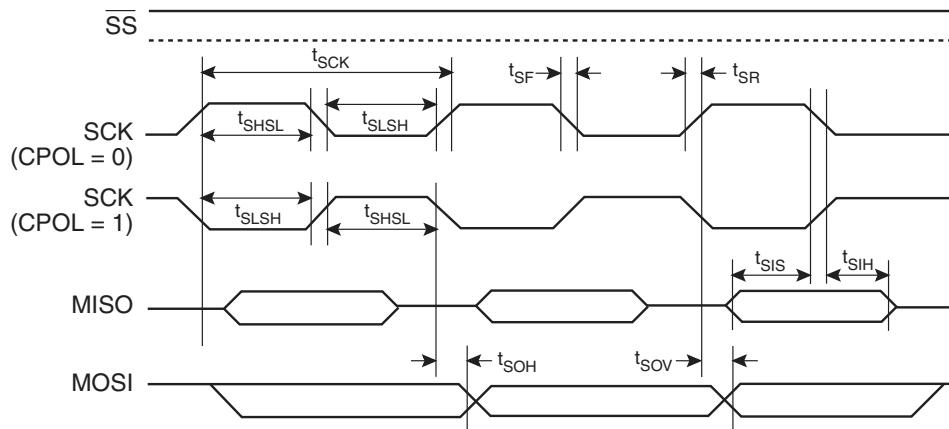 SS
tSCK
tSF
tSR
tSHSL
tSLSH
SCK
(CPOL = 0)
SCK
(CPOL = 1)
tSLSH
tSHSL
tSIS
tSIH
MISO
tSOH
tSOV
MOSI